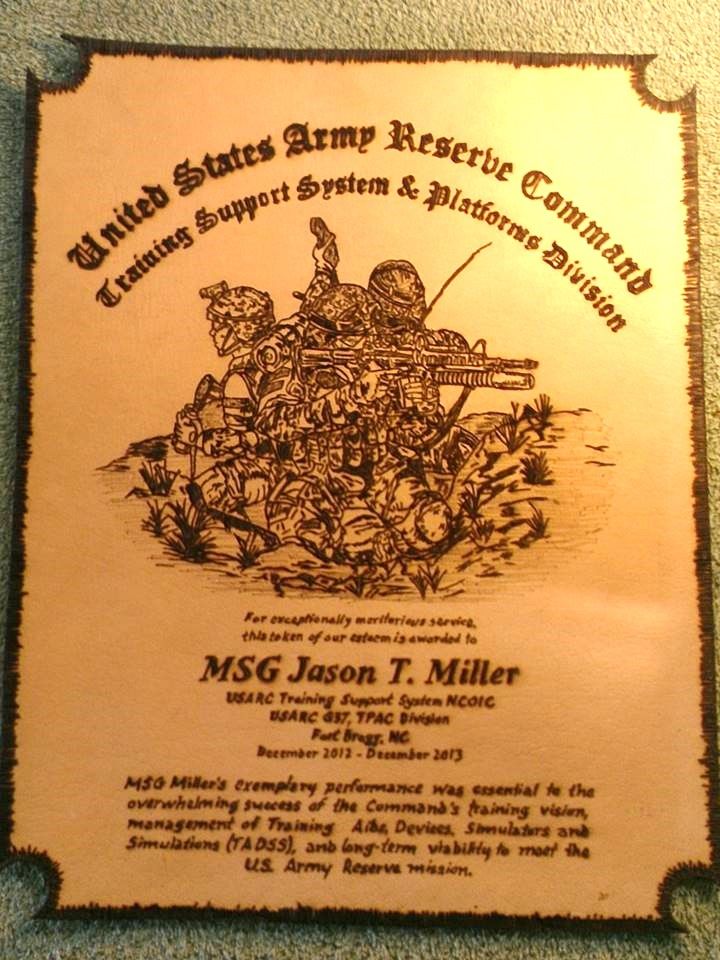 United States Army Reserve Command
Training Support System & Platforms Division
For exceptionally meritorious service,
this token of our esteem is awarded to
MSG Jason T. Miller
USARC Training Support System NCOIC
USARC G37, TPAC Division
Fort Bragg, NC
December 2012 - December 2013
MSG Miller's exemplary performance was essential to the
overwhelming success of the Command's training vision,
management of Training Aids, Devices, Simulators and
Simulations (TADSS), and long-term viability to meet the
U.S. Army Reserve mission.